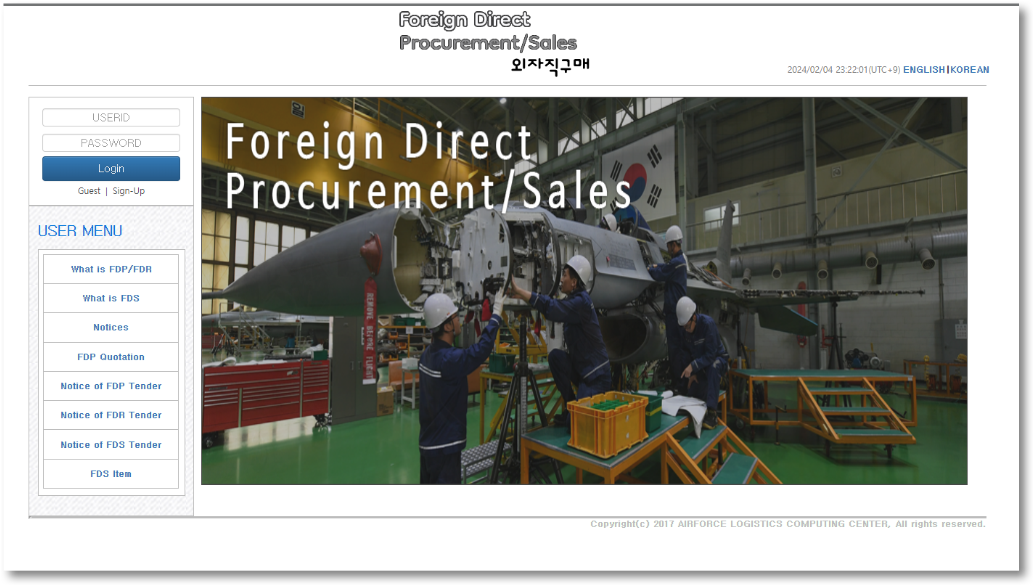 Foreign Direct
Procurement/Sales
외자직구매
2024/02/04 23:22:01(UTC+9) ENGLISH|KOREAN
USERID
PASSWORD
Login
Guest | Sign-Up
USER MENU
What is FDP/FDR
What is FDS
Notices
FDP Quotation
Notice of FDP Tender
Notice of FDR Tender
Notice of FDS Tender
FDS Item
Foreign Direct
Procurement/Sales
REMOVE BEFORE FLIGHT
Copyright(c) 2017 AIRFORCE LOGISTICS COMPUTING CENTER, All rights reserved.